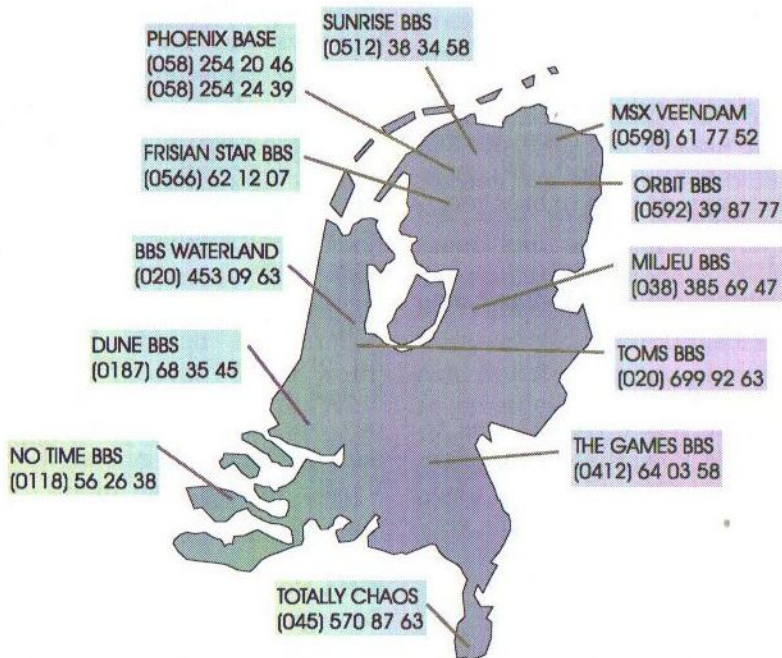 SUNRISE BBS
(0512) 38 34 58
PHOENIX BASE
(058) 254 20 46
(058) 254 24 39
MSX VEENDAM
(0598) 61 77 52
FRISIAN STAR BBS
(0566) 62 12 07
ORBIT BBS
(0592) 39 87 77
BBS WATERLAND
(020) 453 09 63
MILJEU BBS
(038) 385 69 47
DUNE BBS
(0187) 68 35 45
TOMS BBS
(020) 699 92 63
NO TIME BBS
(0118) 56 26 38
THE GAMES BBS
(0412) 64 03 58
TOTALLY CHAOS
(045) 570 87 63